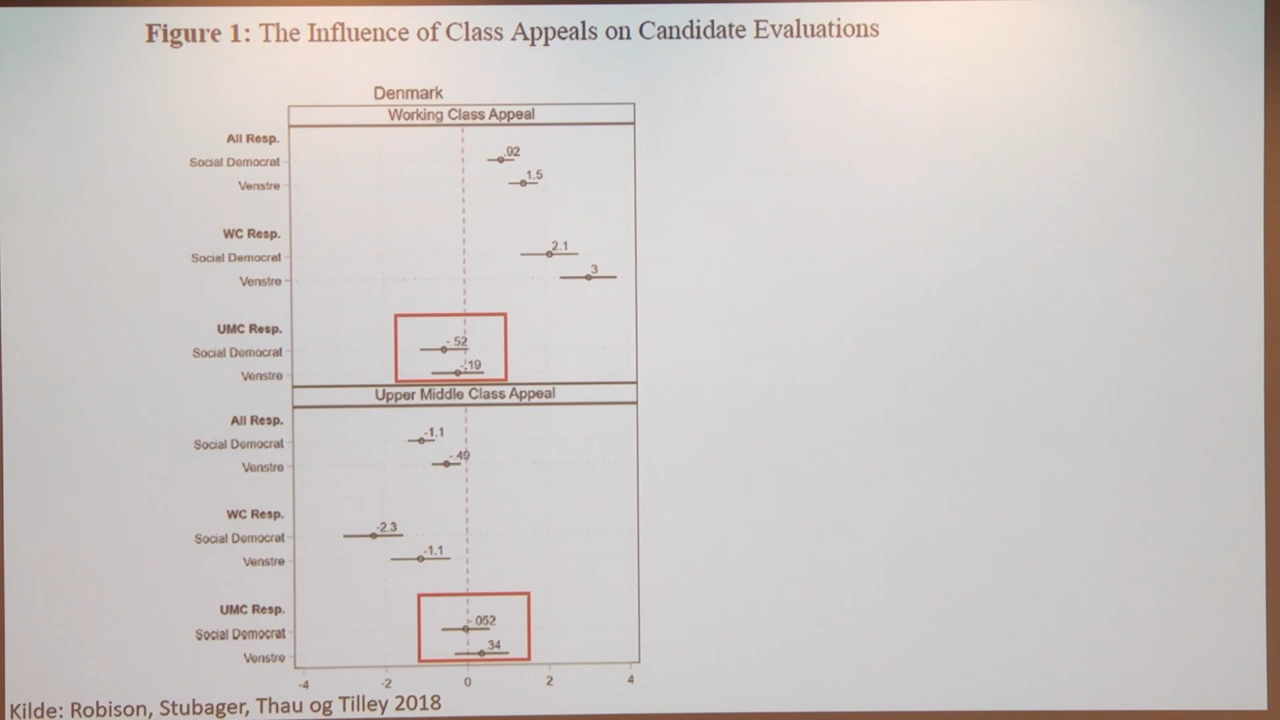 Figure 1: The Influence of Class Appeals on Candidate Evaluations
Denmark
Working Class Appeal
All Resp.
Social Democrat .92
Venstre 1.5
WC Resp.
Social Democrat 2.1
Venstre 3
UMC Resp.
Social Democrat -.52
Venstre -.19
Upper Middle Class Appeal
All Resp.
Social Democrat -1.1
Venstre -.49
WC Resp.
Social Democrat -2.3
Venstre -1.1
UMC Resp.
Social Democrat -.052
Venstre .34
-4 -2 0 2 4
Kilde: Robison, Stubager, Thau og Tilley 2018